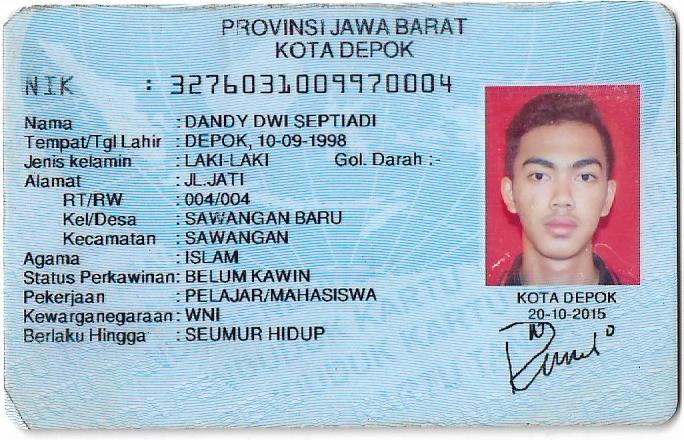 PROVINSI JAWA BARAT
KOTA DEPOK
NIK : 3276031009970004
Nama : DANDY DWI SEPTIADI
Tempat/Tgl Lahir : DEPOK, 10-09-1998
Jenis kelamin : LAKI-LAKI Gol. Darah :-
Alamat : JL.JATI
RT/RW : 004/004
Kel/Desa : SAWANGAN BARU
Kecamatan : SAWANGAN
Agama : ISLAM
Status Perkawinan: BELUM KAWIN
Pekerjaan : PELAJAR/MAHASISWA
Kewarganegaraan: WNI
Berlaku Hingga : SEUMUR HIDUP
KOTA DEPOK
20-10-2015